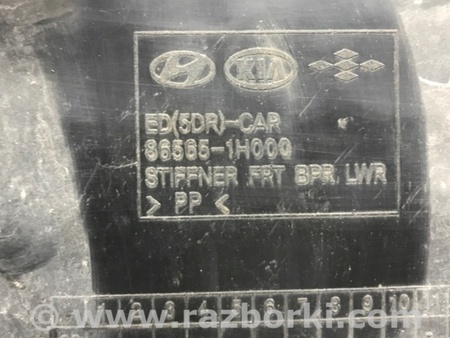 KIA
ED(5DR)-CAR
86565-1H000
STIFFNER FRT BPR LWR
> PP <
1 2 3 4 5 6 7 8 9 10
www.razborki.com